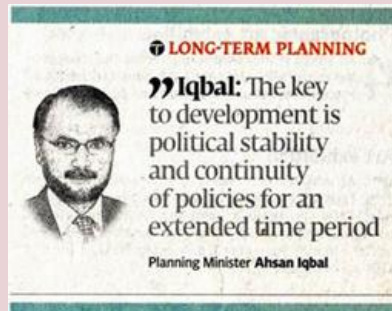 LONG-TERM PLANNING
”Iqbal: The key
to development is
political stability
and continuity
of policies for an
extended time period
Planning Minister Ahsan Iqbal